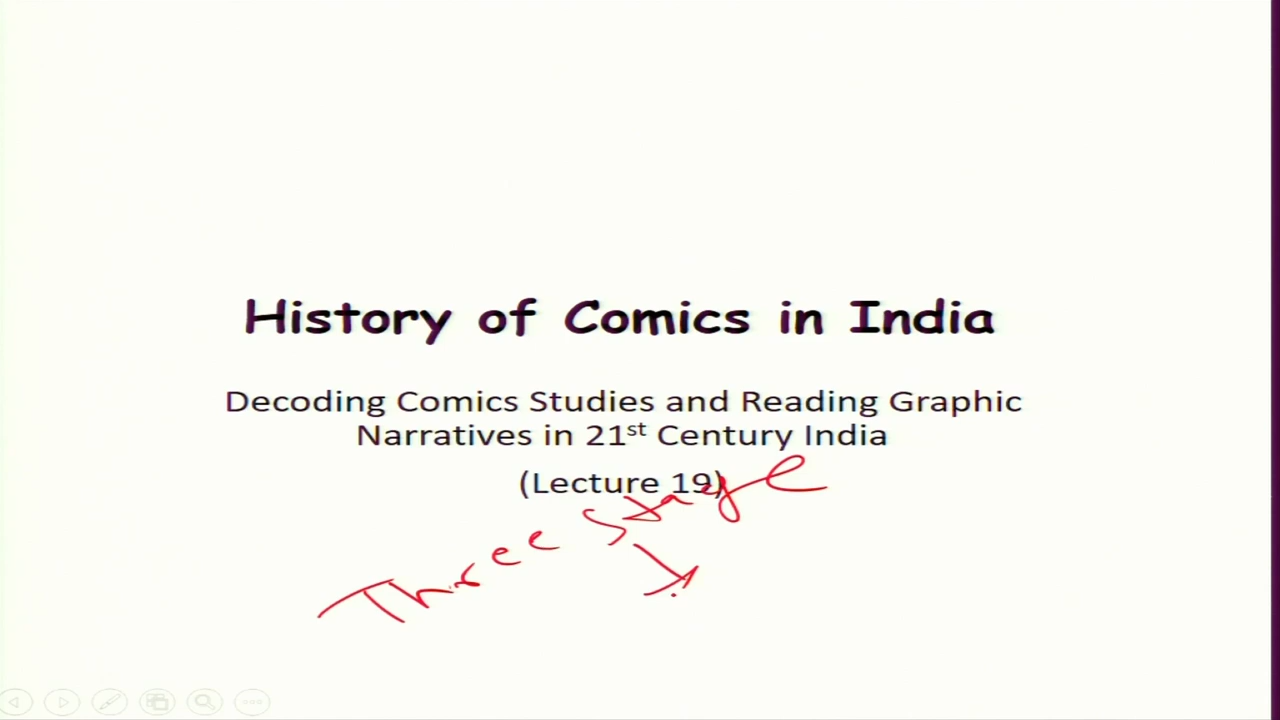 History of Comics in India
Decoding Comics Studies and Reading Graphic
Narratives in 21st Century India
(Lecture 19)
Three Stage